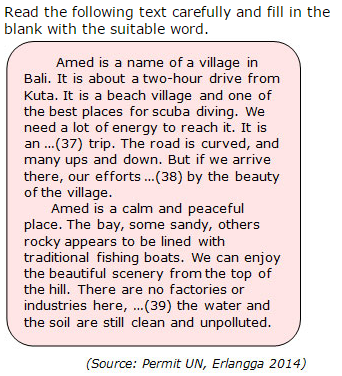 Read the following text carefully and fill in the
blank with the suitable word.
Amed is a name of a village in
Bali. It is about a two-hour drive from
Kuta. It is a beach village and one of
the best places for scuba diving. We
need a lot of energy to reach it. It is
an ...(37) trip. The road is curved, and
many ups and down. But if we arrive
there, our efforts ...(38) by the beauty
of the village.
Amed is a calm and peaceful
place. The bay, some sandy, others
rocky appears to be lined with
traditional fishing boats. We can enjoy
the beautiful scenery from the top of
the hill. There are no factories or
industries here, ...(39) the water and
the soil are still clean and unpolluted.
(Source: Permit UN, Erlangga 2014)